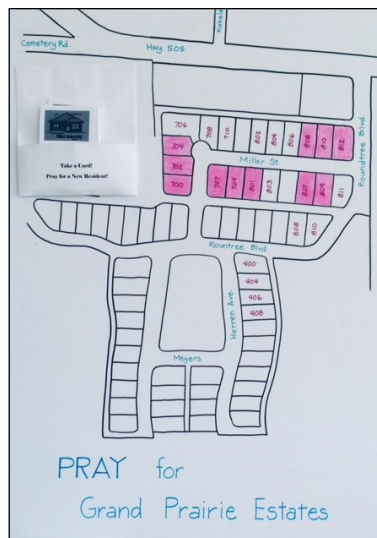 Cemetery Rd
Hwy 505
Take a Card!
Pray for a New Resident!
706
708
710
802
804
806
808
810
812
704
702
700
Miller St
707
709
801
803
807
809
811
Roundtree Blvd.
808
810
Rountree Blvd
400
404
406
408
Herren Ave.
Meyers
PRAY for
Grand Prairie Estates